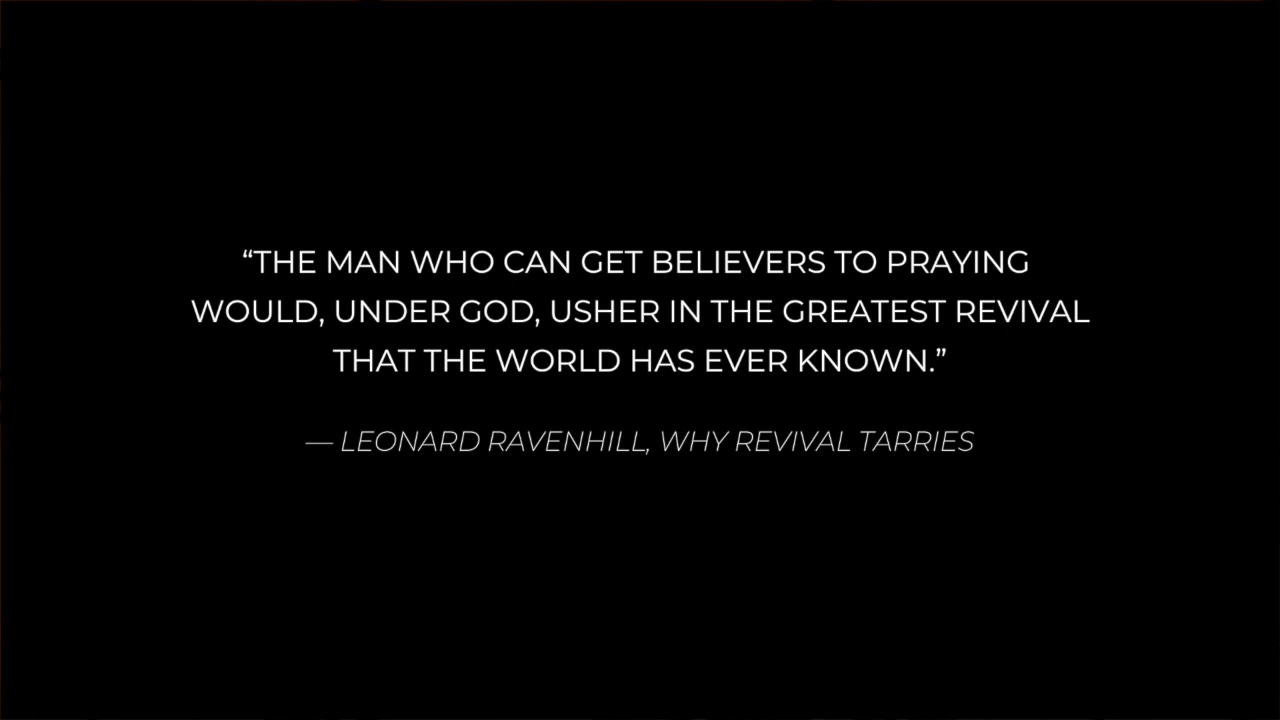 “THE MAN WHO CAN GET BELIEVERS TO PRAYING
WOULD, UNDER GOD, USHER IN THE GREATEST REVIVAL
THAT THE WORLD HAS EVER KNOWN.”
— LEONARD RAVENHILL, WHY REVIVAL TARRIES